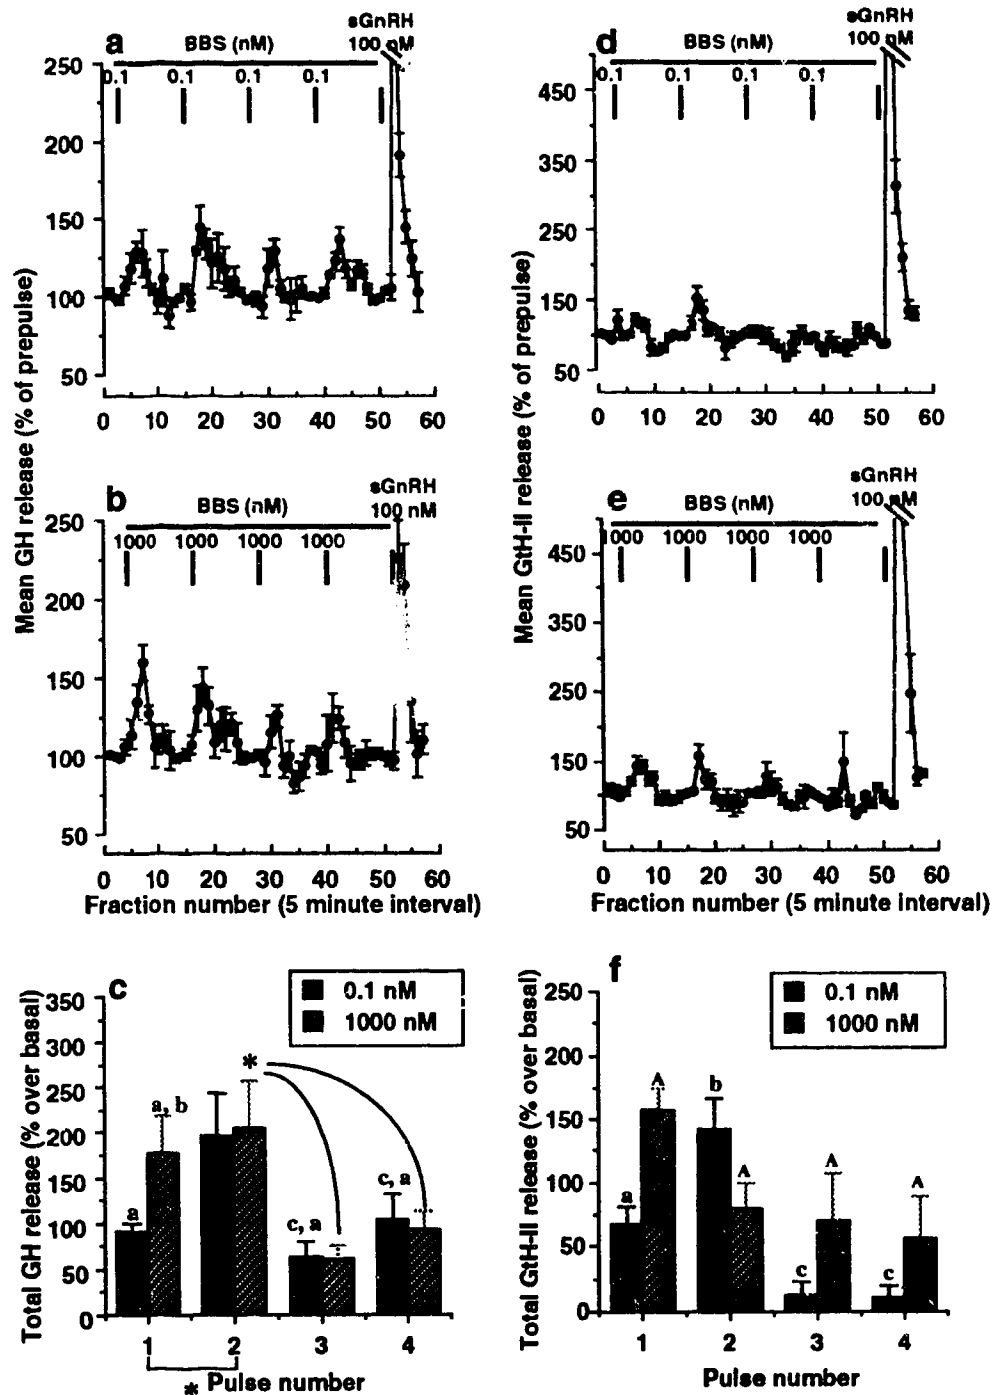 a
BBS (nM)
sGnRH
100 nM
0.1 0.1 0.1 0.1
250
200
150
100
50
0 10 20 30 40 50 60
Mean GH release (% of prepulse)
b
BBS (nM)
sGnRH
100 nM
1000 1000 1000 1000
250
200
150
100
50
0 10 20 30 40 50 60
Fraction number (5 minute interval)
c
0.1 nM
1000 nM
Total GH release (% over basal)
350
300
250
200
150
100
50
0
*
a, b
a
c, a
c, a
1 2 3 4
* Pulse number
d
BBS (nM)
sGnRH
100 nM
0.1 0.1 0.1 0.1
450
350
250
150
50
0 10 20 30 40 50 60
Mean GtH-II release (% of prepulse)
e
BBS (nM)
sGnRH
100 nM
1000 1000 1000 1000
450
350
250
150
50
0 10 20 30 40 50 60
Fraction number (5 minute interval)
f
0.1 nM
1000 nM
Total GtH-II release (% over basal)
250
200
150
100
50
0
A
b
a
A
A
A
c
c
1 2 3 4
Pulse number